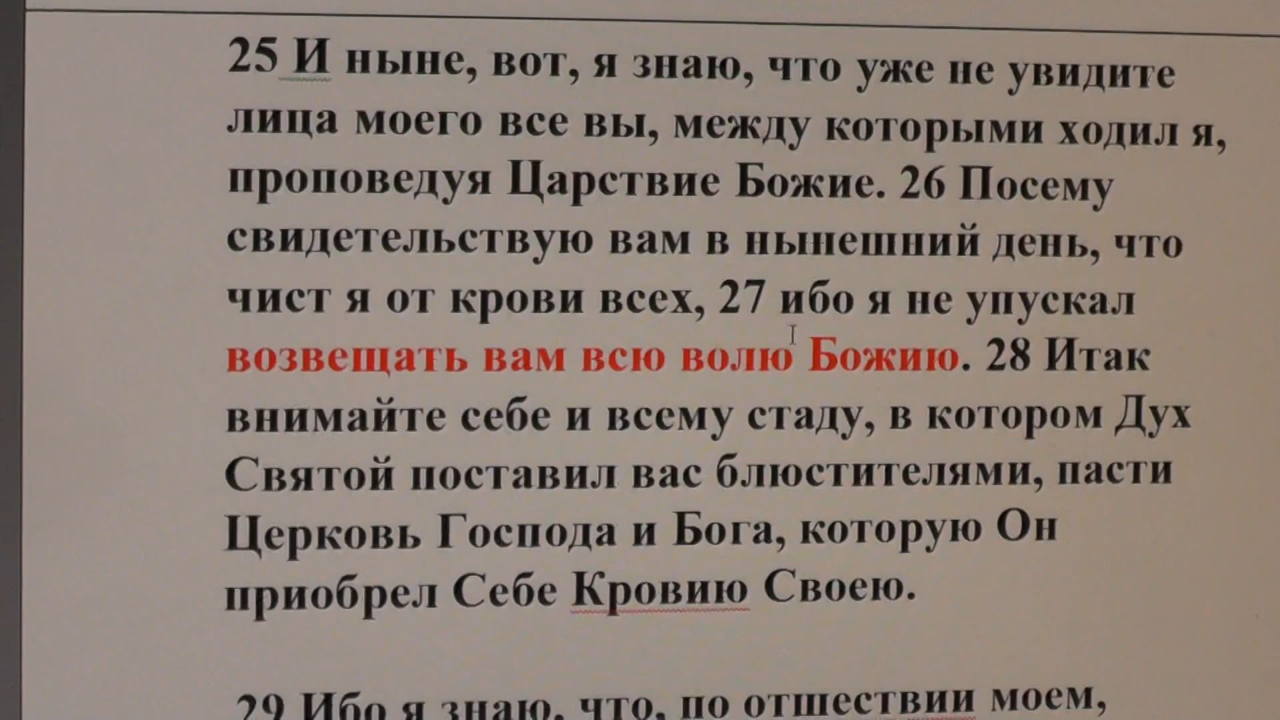 25 И ныне, вот, я знаю, что уже не увидите
лица моего все вы, между которыми ходил я,
проповедуя Царствие Божие. 26 Посему
свидетельствую вам в нынешний день, что
чист я от крови всех, 27 ибо я не упускал
возвещать вам всю волю Божию. 28 Итак
внимайте себе и всему стаду, в котором Дух
Святой поставил вас блюстителями, пасти
Церковь Господа и Бога, которую Он
приобрел Себе Кровию Своею.
29 Ибо я знаю, что, по отшествии моем,